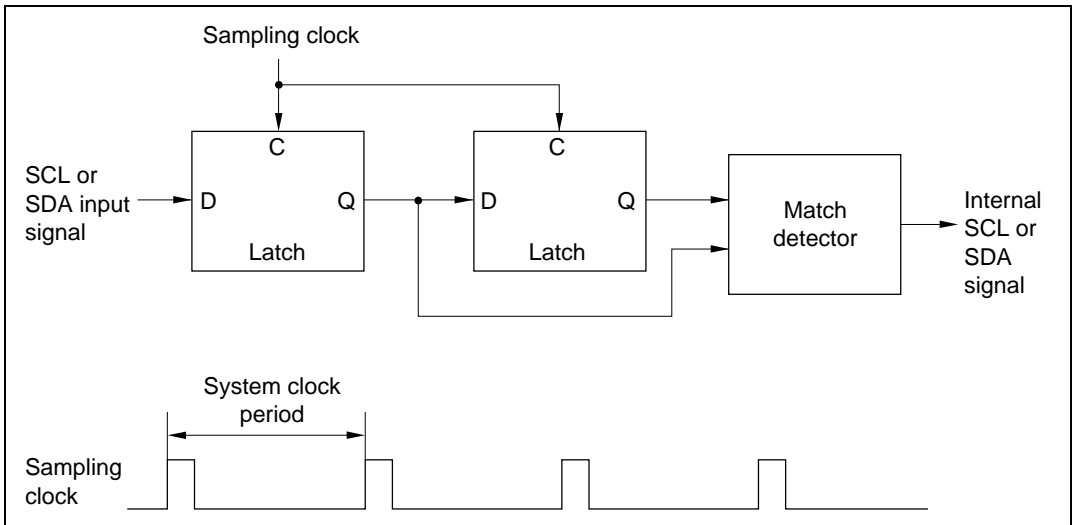 Sampling clock
C
C
SCL or
SDA input
signal
D
Q
D
Q
Latch
Latch
Match
detector
Internal
SCL or
SDA
signal
System clock
period
Sampling
clock